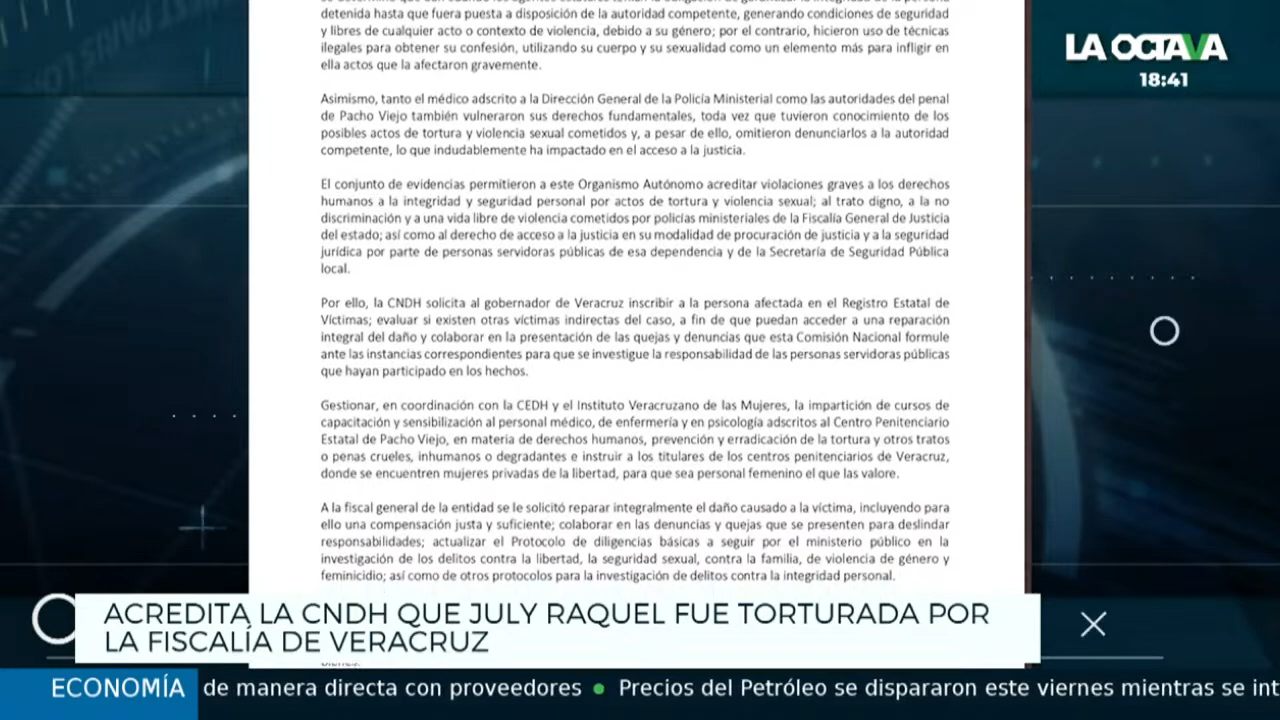 detenida hasta que fuera puesta a disposición de la autoridad competente, generando condiciones de seguridad
y libres de cualquier acto o contexto de violencia, debido a su género; por el contrario, hicieron uso de técnicas
ilegales para obtener su confesión, utilizando su cuerpo y su sexualidad como un elemento más para infligir en
ella actos que la afectaron gravemente.
Asimismo, tanto el médico adscrito a la Dirección General de la Policía Ministerial como las autoridades del penal
de Pacho Viejo también vulneraron sus derechos fundamentales, toda vez que tuvieron conocimiento de los
posibles actos de tortura y violencia sexual cometidos y, a pesar de ello, omitieron denunciarlos a la autoridad
competente, lo que indudablemente ha impactado en el acceso a la justicia.
El conjunto de evidencias permitieron a este Organismo Autónomo acreditar violaciones graves a los derechos
humanos a la integridad y seguridad personal por actos de tortura y violencia sexual; al trato digno, a la no
discriminación y a una vida libre de violencia cometidos por policías ministeriales de la Fiscalía General de Justicia
del estado; así como al derecho de acceso a la justicia en su modalidad de procuración de justicia y a la seguridad
jurídica por parte de personas servidoras públicas de esa dependencia y de la Secretaría de Seguridad Pública
local.
Por ello, la CNDH solicita al gobernador de Veracruz inscribir a la persona afectada en el Registro Estatal de
Víctimas; evaluar si existen otras víctimas indirectas del caso, a fin de que puedan acceder a una reparación
integral del daño y colaborar en la presentación de las quejas y denuncias que esta Comisión Nacional formule
ante las instancias correspondientes para que se investigue la responsabilidad de las personas servidoras públicas
que hayan participado en los hechos.
Gestionar, en coordinación con la CEDH y el Instituto Veracruzano de las Mujeres, la impartición de cursos de
capacitación y sensibilización al personal médico, de enfermería y en psicología adscritos al Centro Penitenciario
Estatal de Pacho Viejo, en materia de derechos humanos, prevención y erradicación de la tortura y otros tratos
o penas crueles, inhumanos o degradantes e instruir a los titulares de los centros penitenciarios de Veracruz,
donde se encuentren mujeres privadas de la libertad, para que sea personal femenino el que las valore.
A la fiscal general de la entidad se le solicitó reparar integralmente el daño causado a la víctima, incluyendo para
ello una compensación justa y suficiente; colaborar en las denuncias y quejas que se presenten para deslindar
responsabilidades; actualizar el Protocolo de diligencias básicas a seguir por el ministerio público en la
investigación de los delitos contra la libertad, la seguridad sexual, contra la familia, de violencia de género y
feminicidio; así como de otros protocolos para la investigación de delitos contra la integridad personal.
LA OCTAVA
18:41
ACREDITA LA CNDH QUE JULY RAQUEL FUE TORTURADA POR
LA FISCALÍA DE VERACRUZ
ECONOMÍA de manera directa con proveedores • Precios del Petróleo se dispararon este viernes mientras se int